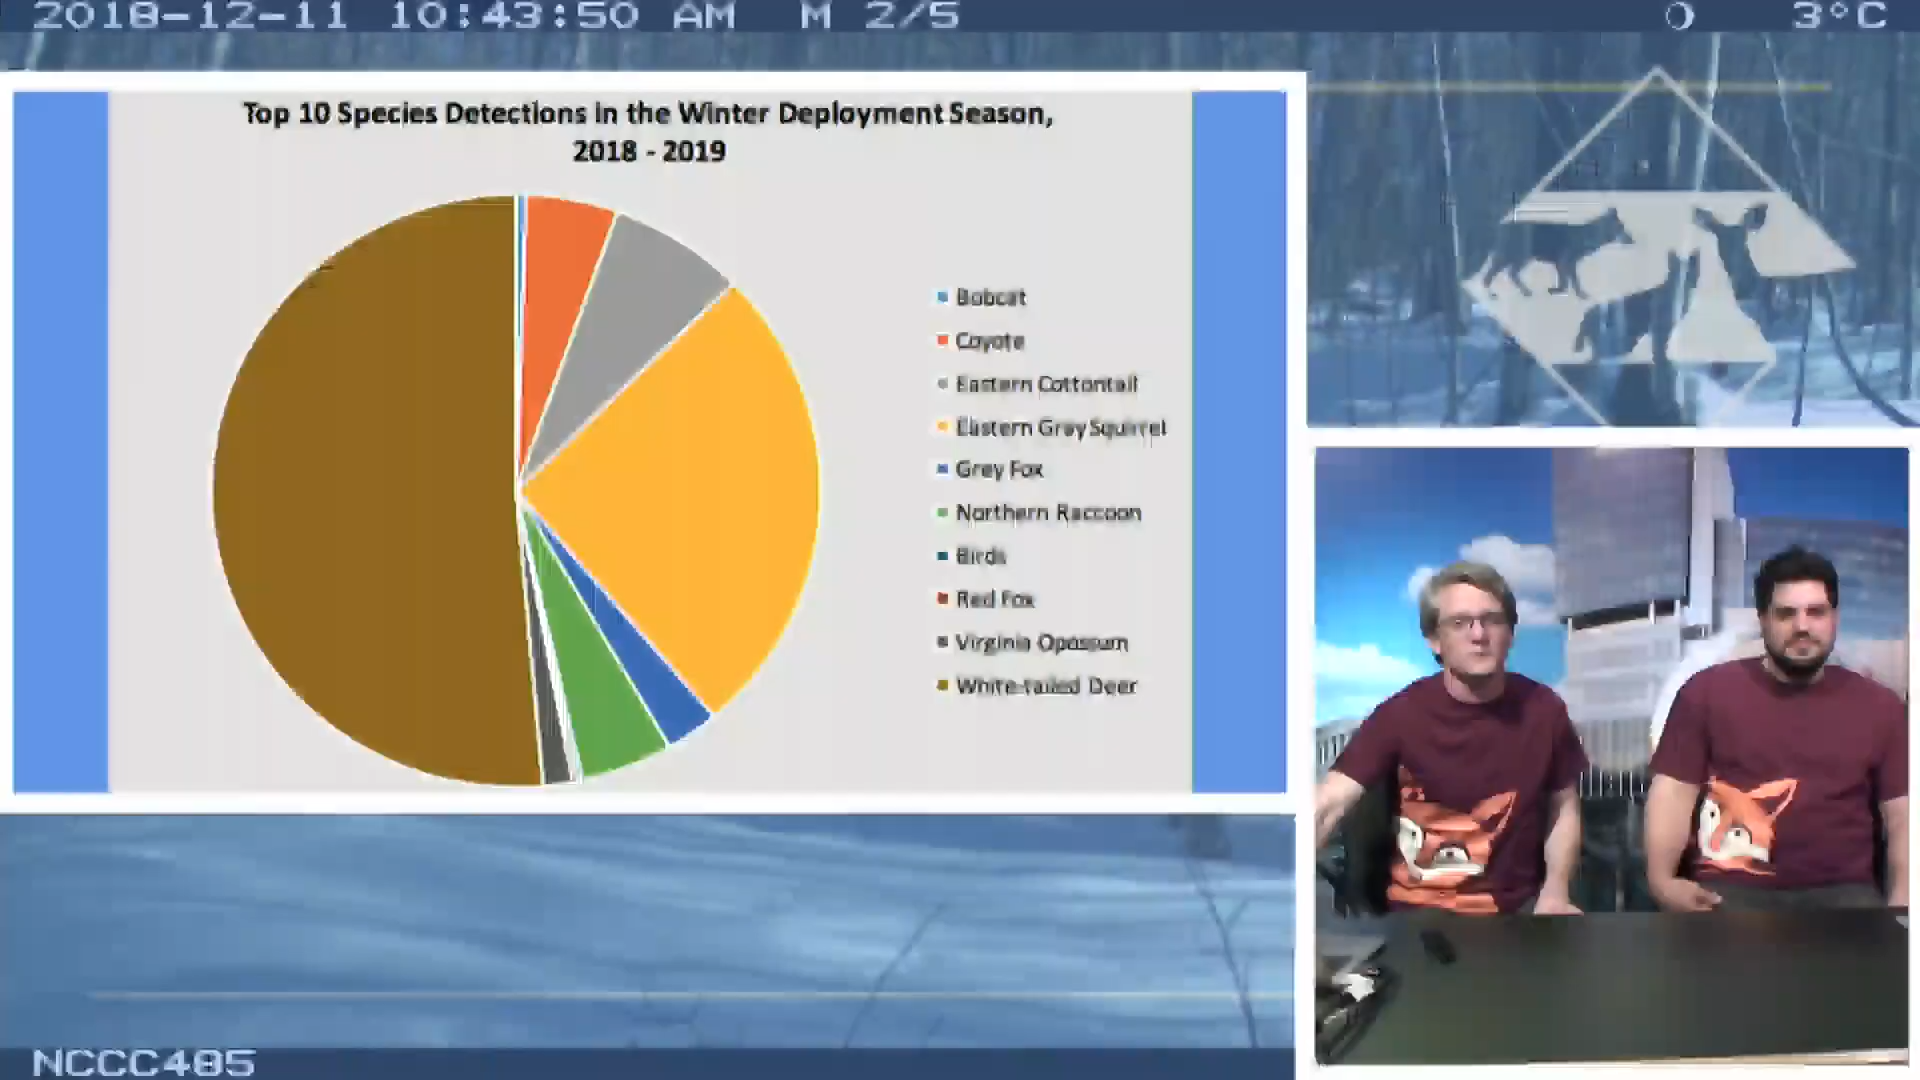 2018-12-11 10:43:50 AM M 2/5 3°C
Top 10 Species Detections in the Winter Deployment Season,
2018 - 2019
Bobcat
Coyote
Eastern Cottontail
Eastern Gray Squirrel
Grey Fox
Northern Raccoon
Birds
Red Fox
Virginia Opossum
White-tailed Deer
NCCC485